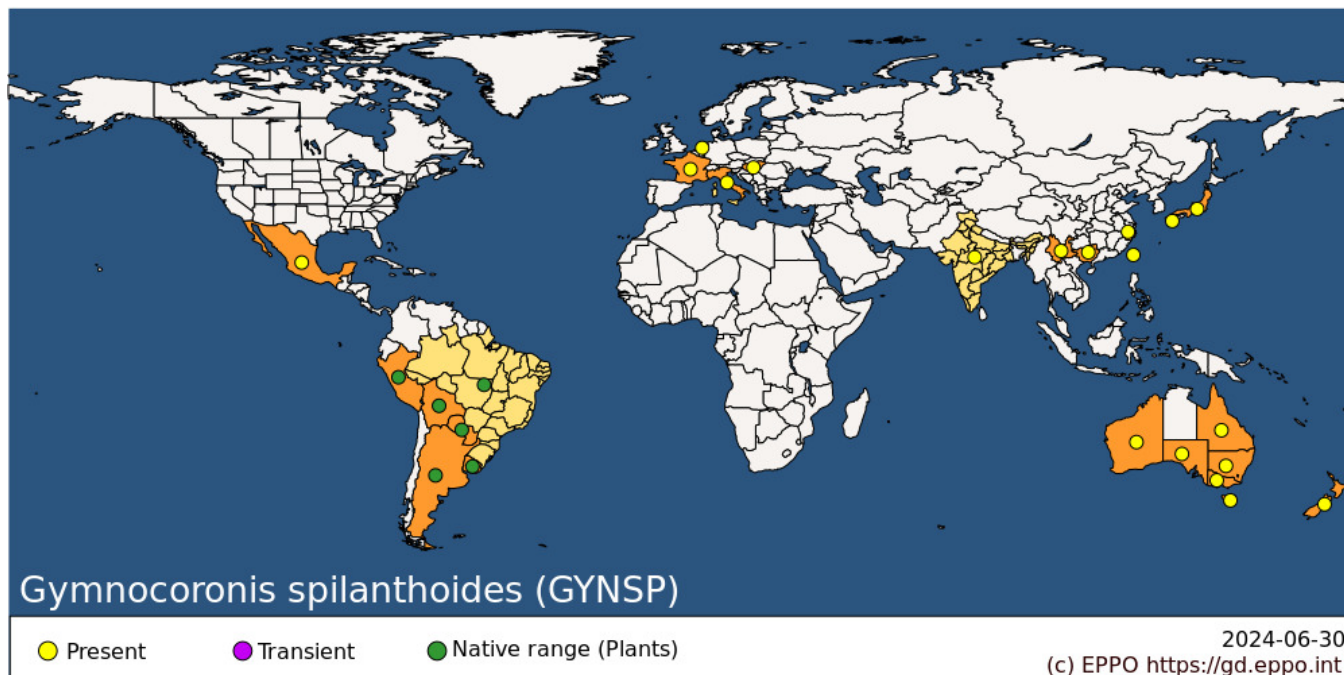 Gymnocoronis spilanthoides (GYNSP)
Present
Transient
Native range (Plants)
2024-06-30
(c) EPPO https://gd.eppo.int